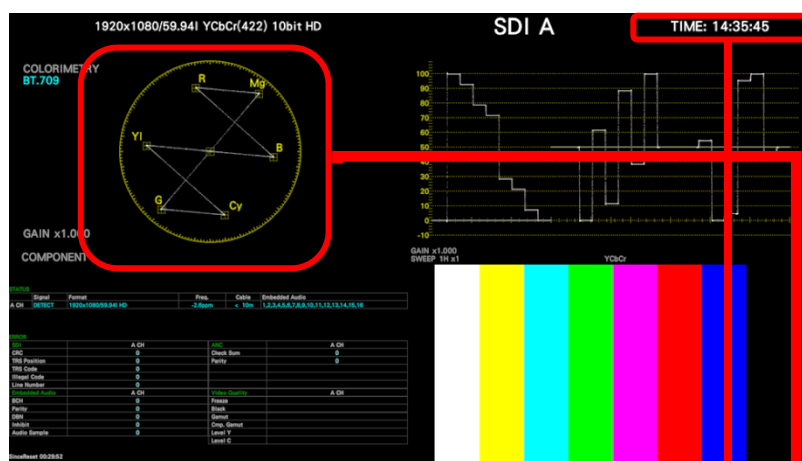 1920x1080/59.94I YCbCr(422) 10bit HD
SDI A
TIME: 14:35:45
COLORIMETRY
BT.709
R
Mg
Yl
B
G
Cy
GAIN x1.000
COMPONENT
100
90
80
70
60
50
40
30
20
10
0
-10
GAIN x1.000
SWEEP 1H x1
YCbCr
STATUS
Signal Format Freq. Cable Embedded Audio
A CH DETECT 1920x1080/59.94I HD -2.6ppm < 10m 1,2,3,4,5,6,7,8,9,10,11,12,13,14,15,16
ERROR
SDI A CH ANC A CH
CRC 0 Check Sum 0
TRS Position 0 Parity 0
TRS Code 0
Illegal Code 0
Line Number 0
Embedded Audio A CH Video Quality A CH
BCH 0 Freeze
Parity 0 Black
DBN 0 Gamut
Inhibit 0 Cmp. Gamut
Audio Sample 0 Level Y
Level C
SinceReset 00:28:52